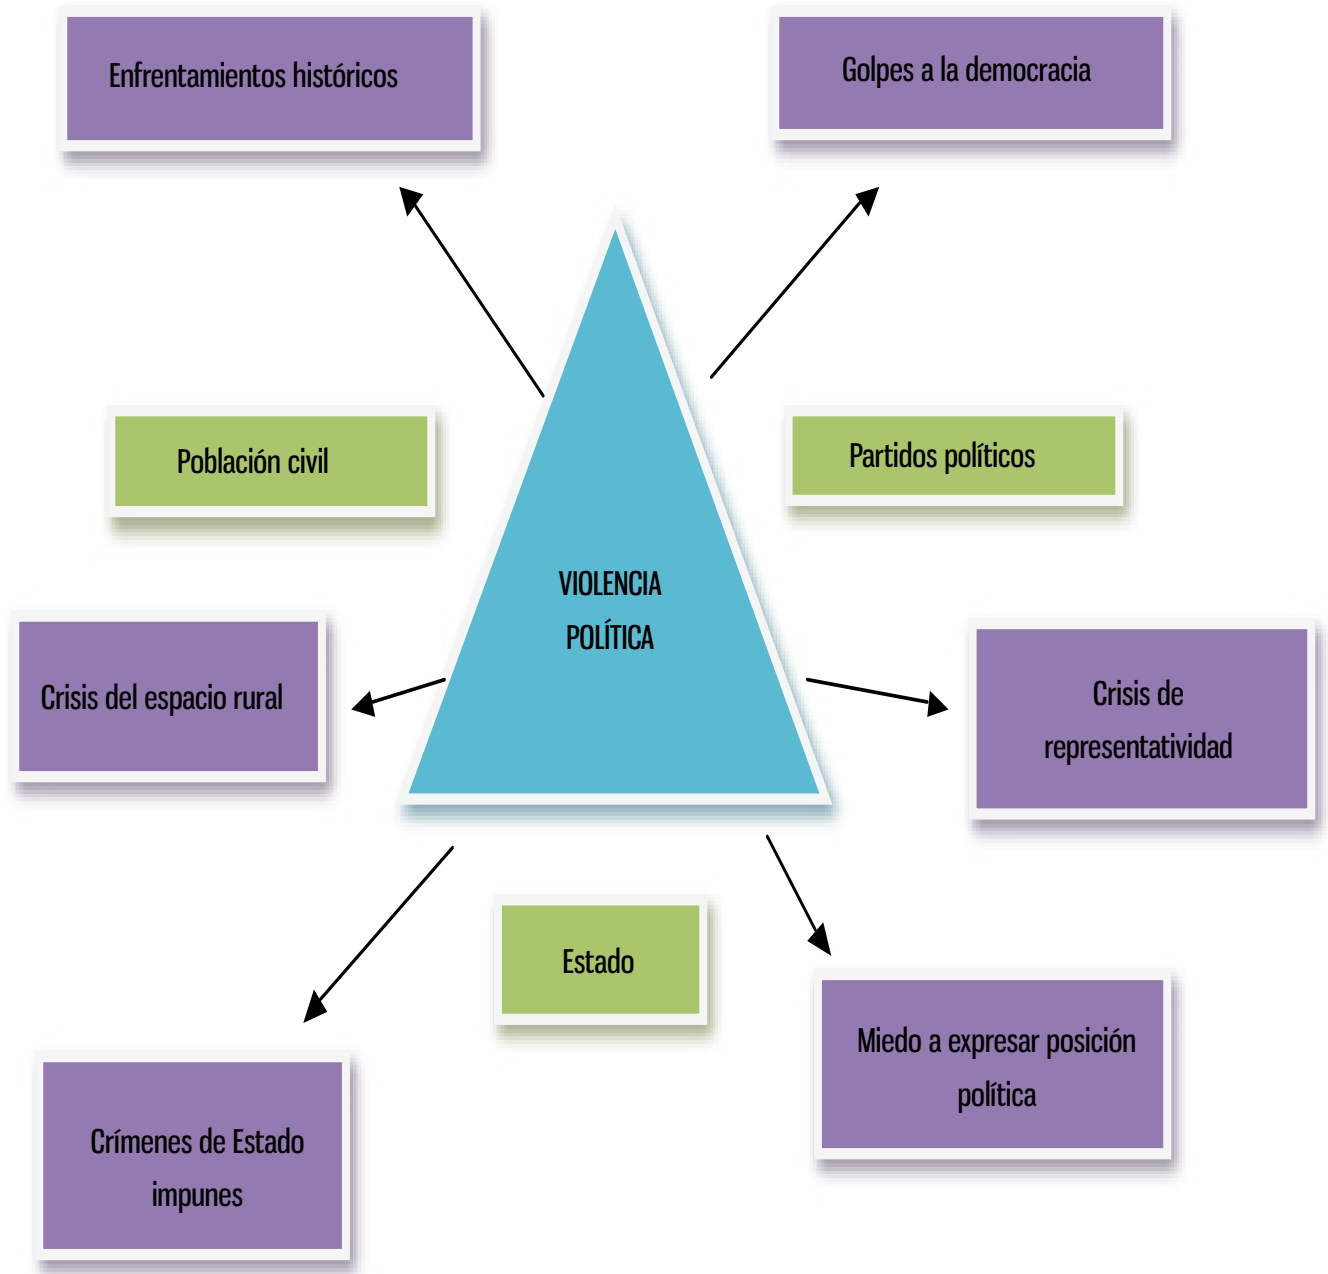 Enfrentamientos históricos
Golpes a la democracia
Población civil
Partidos políticos
VIOLENCIA
POLÍTICA
Crisis del espacio rural
Crisis de
representatividad
Estado
Miedo a expresar posición
política
Crímenes de Estado
impunes